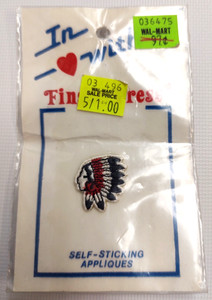 In
036475
WAL-MART
97¢
With
03 496
WAL-MART
SALE PRICE
5/1.00
SELF-STICKING
APPLIQUES